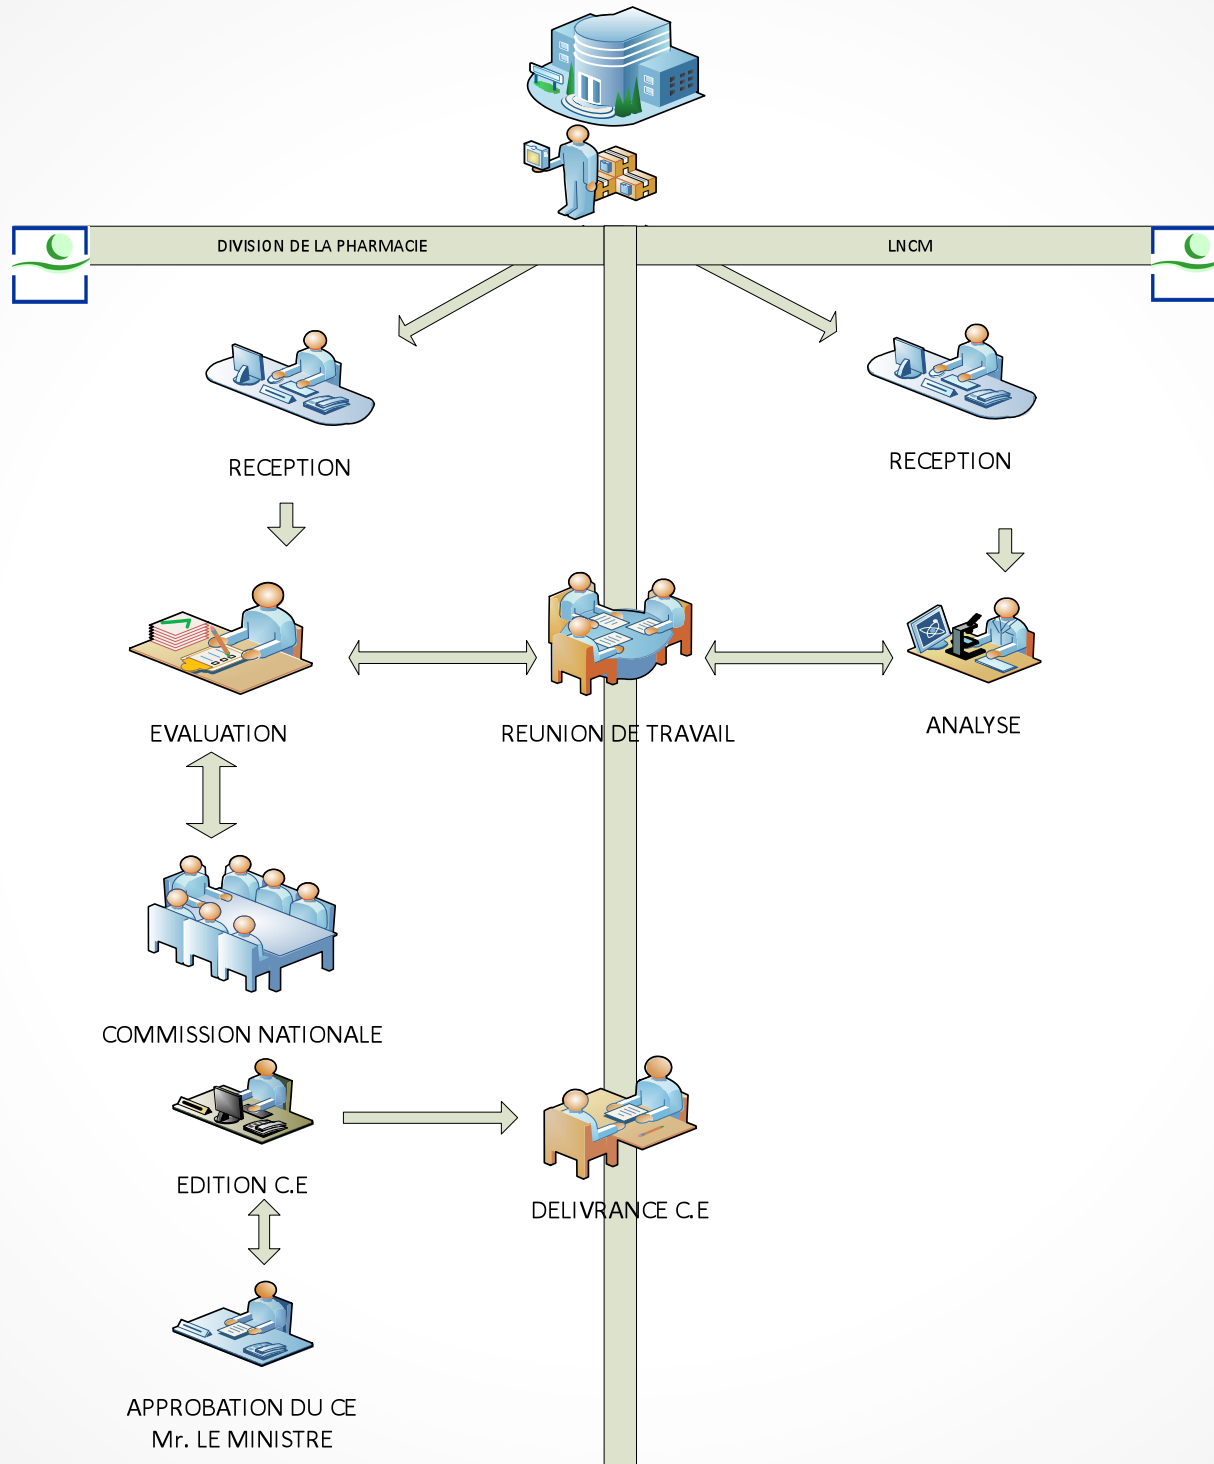 DIVISION DE LA PHARMACIE
LNCM
RECEPTION
RECEPTION
EVALUATION
REUNION DE TRAVAIL
ANALYSE
COMMISSION NATIONALE
EDITION C.E
DELIVRANCE C.E
APPROBATION DU CE
Mr. LE MINISTRE